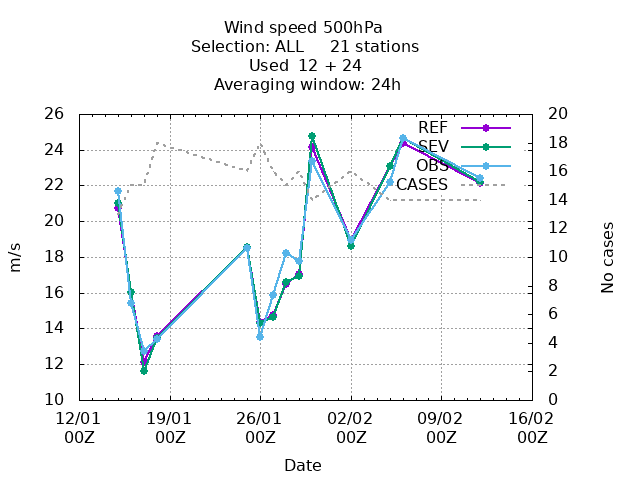 Wind speed 500hPa
Selection: ALL     21 stations
Used  12 + 24
Averaging window: 24h
26 20
24 18
22 16
20 14
18 12
16 10
14 8
12 6
10 4
2
0
REF
SEV
OBS
CASES
m/s
No cases
12/01 19/01 26/01 02/02 09/02 16/02
00Z 00Z 00Z 00Z 00Z 00Z
Date